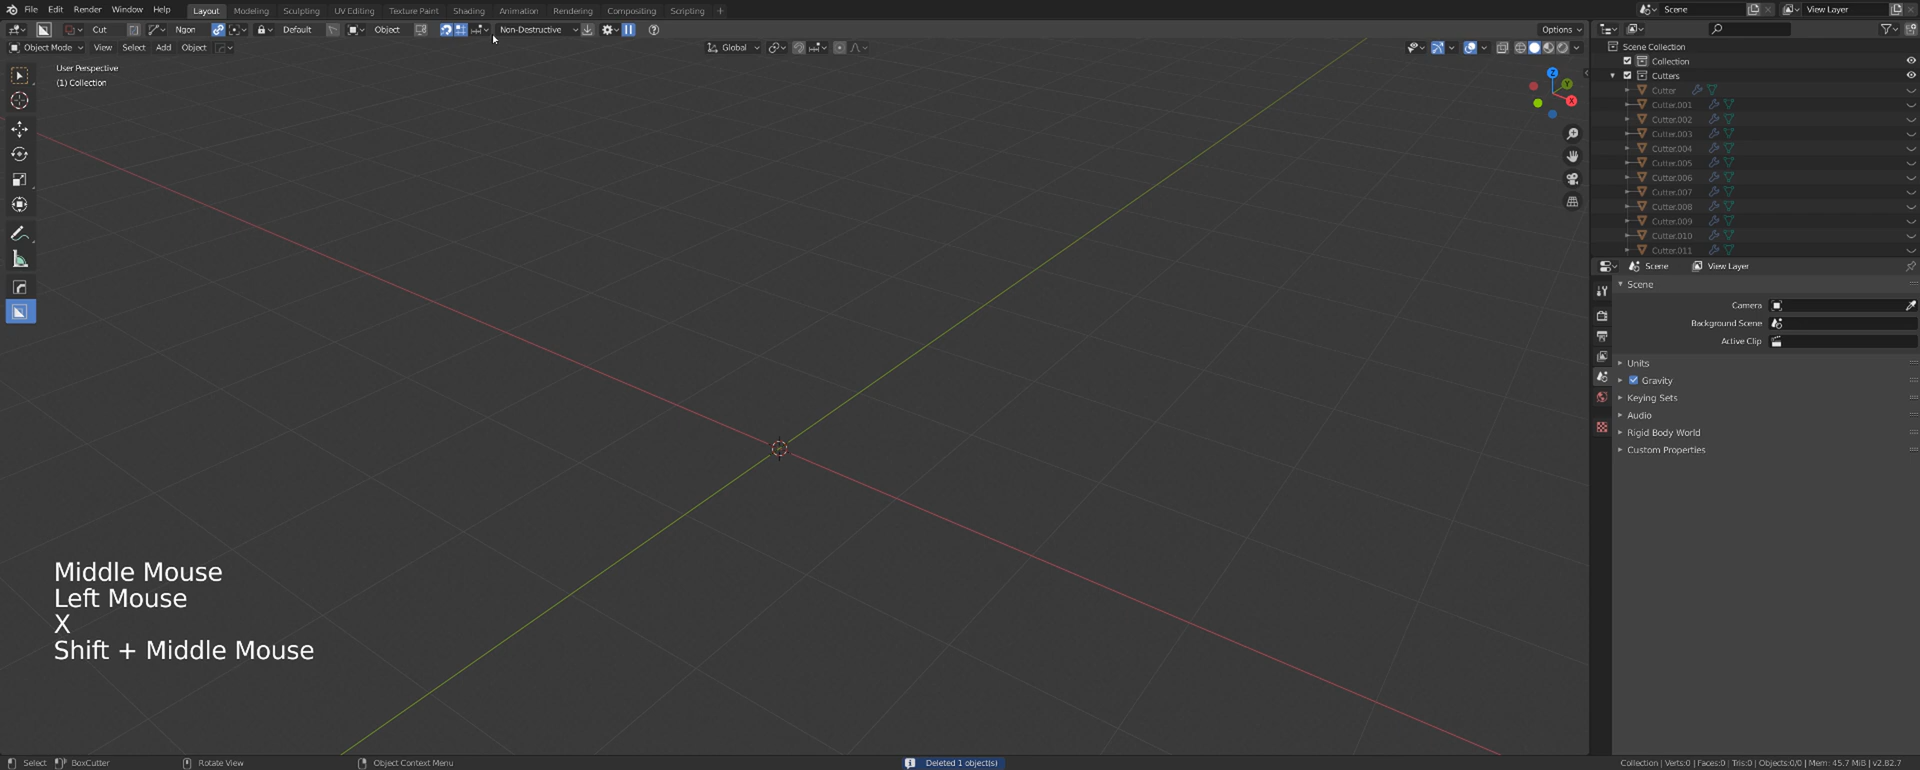 File Edit Render Window Help Layout Modeling Sculpting UV Editing Texture Paint Shading Animation Rendering Compositing Scripting + Scene View Layer
Cut Ngon Default Object Non-Destructive Options
Object Mode View Select Add Object Global
User Perspective
(1) Collection
Z
Y
X
Scene Collection
Collection
Cutters
Cutter
Cutter.001
Cutter.002
Cutter.003
Cutter.004
Cutter.005
Cutter.006
Cutter.007
Cutter.008
Cutter.009
Cutter.010
Cutter.011
Scene View Layer
Scene
Camera
Background Scene
Active Clip
Units
Gravity
Keying Sets
Audio
Rigid Body World
Custom Properties
Middle Mouse
Left Mouse
X
Shift + Middle Mouse
Select BoxCutter Rotate View Object Context Menu Deleted 1 object(s) Collection | Verts:0 | Faces:0 | Tris:0 | Objects:0/0 | Mem: 45.7 MiB | v2.82.7